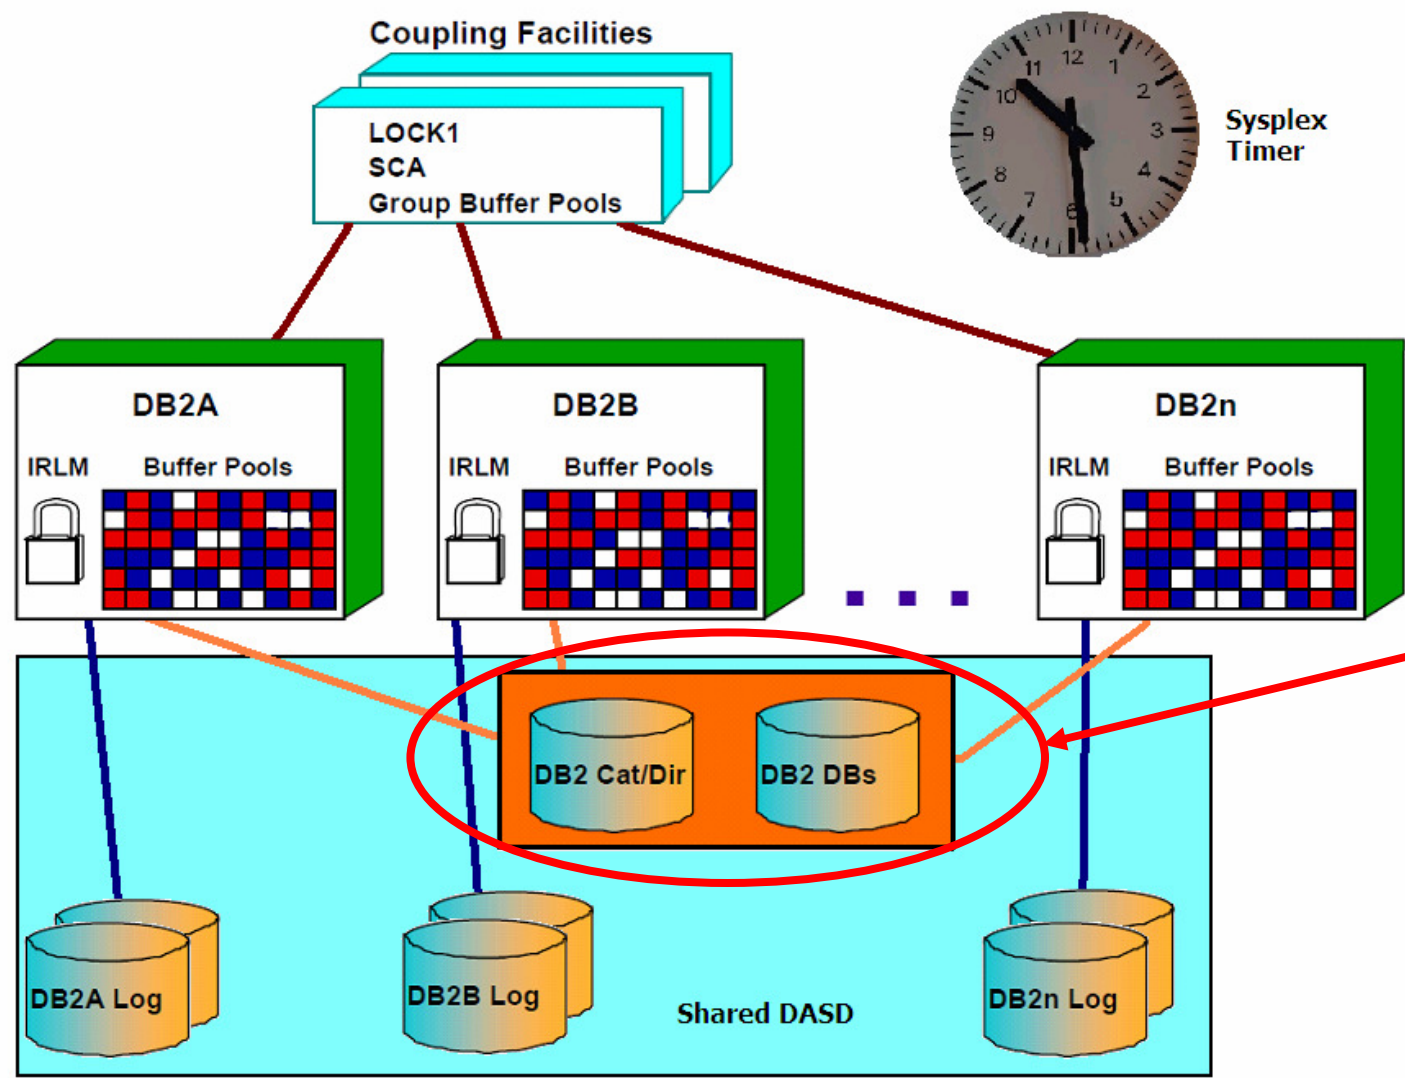 Coupling Facilities
LOCK1
SCA
Group Buffer Pools
12
1
2
3
4
5
6
7
8
9
10
11
Sysplex
Timer
DB2A
IRLM
Buffer Pools
DB2B
IRLM
Buffer Pools
DB2n
IRLM
Buffer Pools
DB2 Cat/Dir
DB2 DBs
DB2A Log
DB2B Log
DB2n Log
Shared DASD